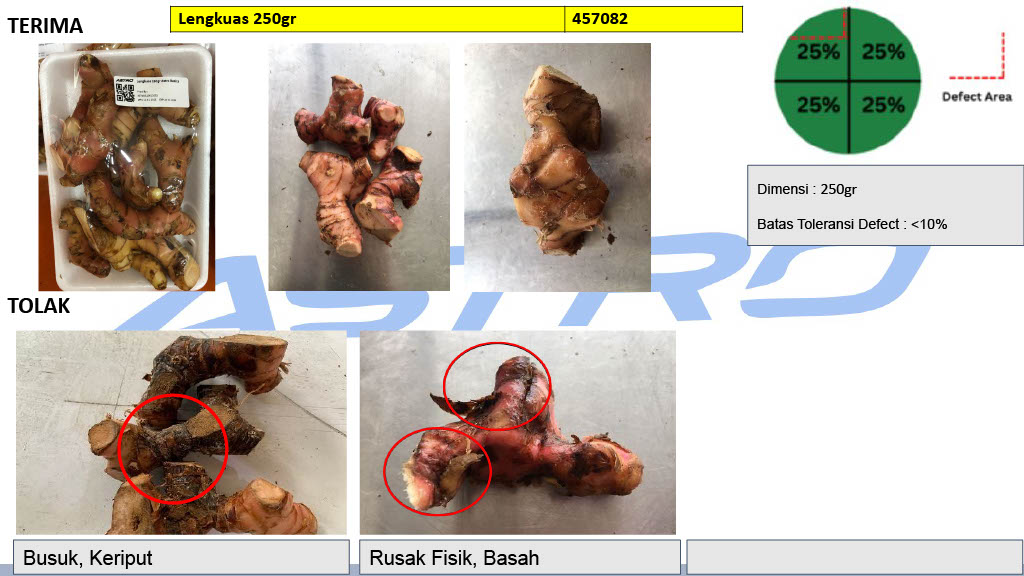 TERIMA
Lengkuas 250gr 457082
25% 25%
25% 25%
Defect Area
ASTRO
Dimensi : 250gr
Batas Toleransi Defect : <10%
ASTRO
TOLAK
Busuk, Keriput
Rusak Fisik, Basah